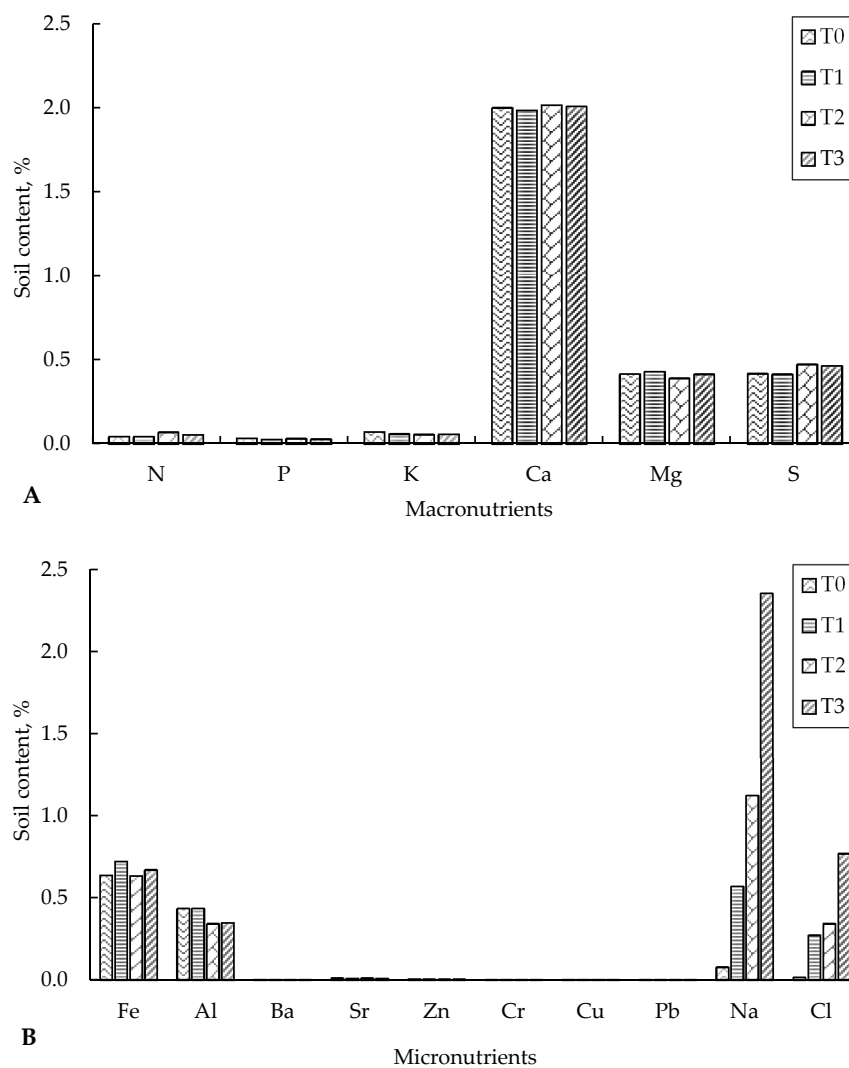 2.5
2.0
1.5
1.0
0.5
0.0
Soil content, %
T0
T1
T2
T3
N P K Ca Mg S
A
Macronutrients
2.5
2.0
1.5
1.0
0.5
0.0
Soil content, %
T0
T1
T2
T3
Fe Al Ba Sr Zn Cr Cu Pb Na Cl
B
Micronutrients